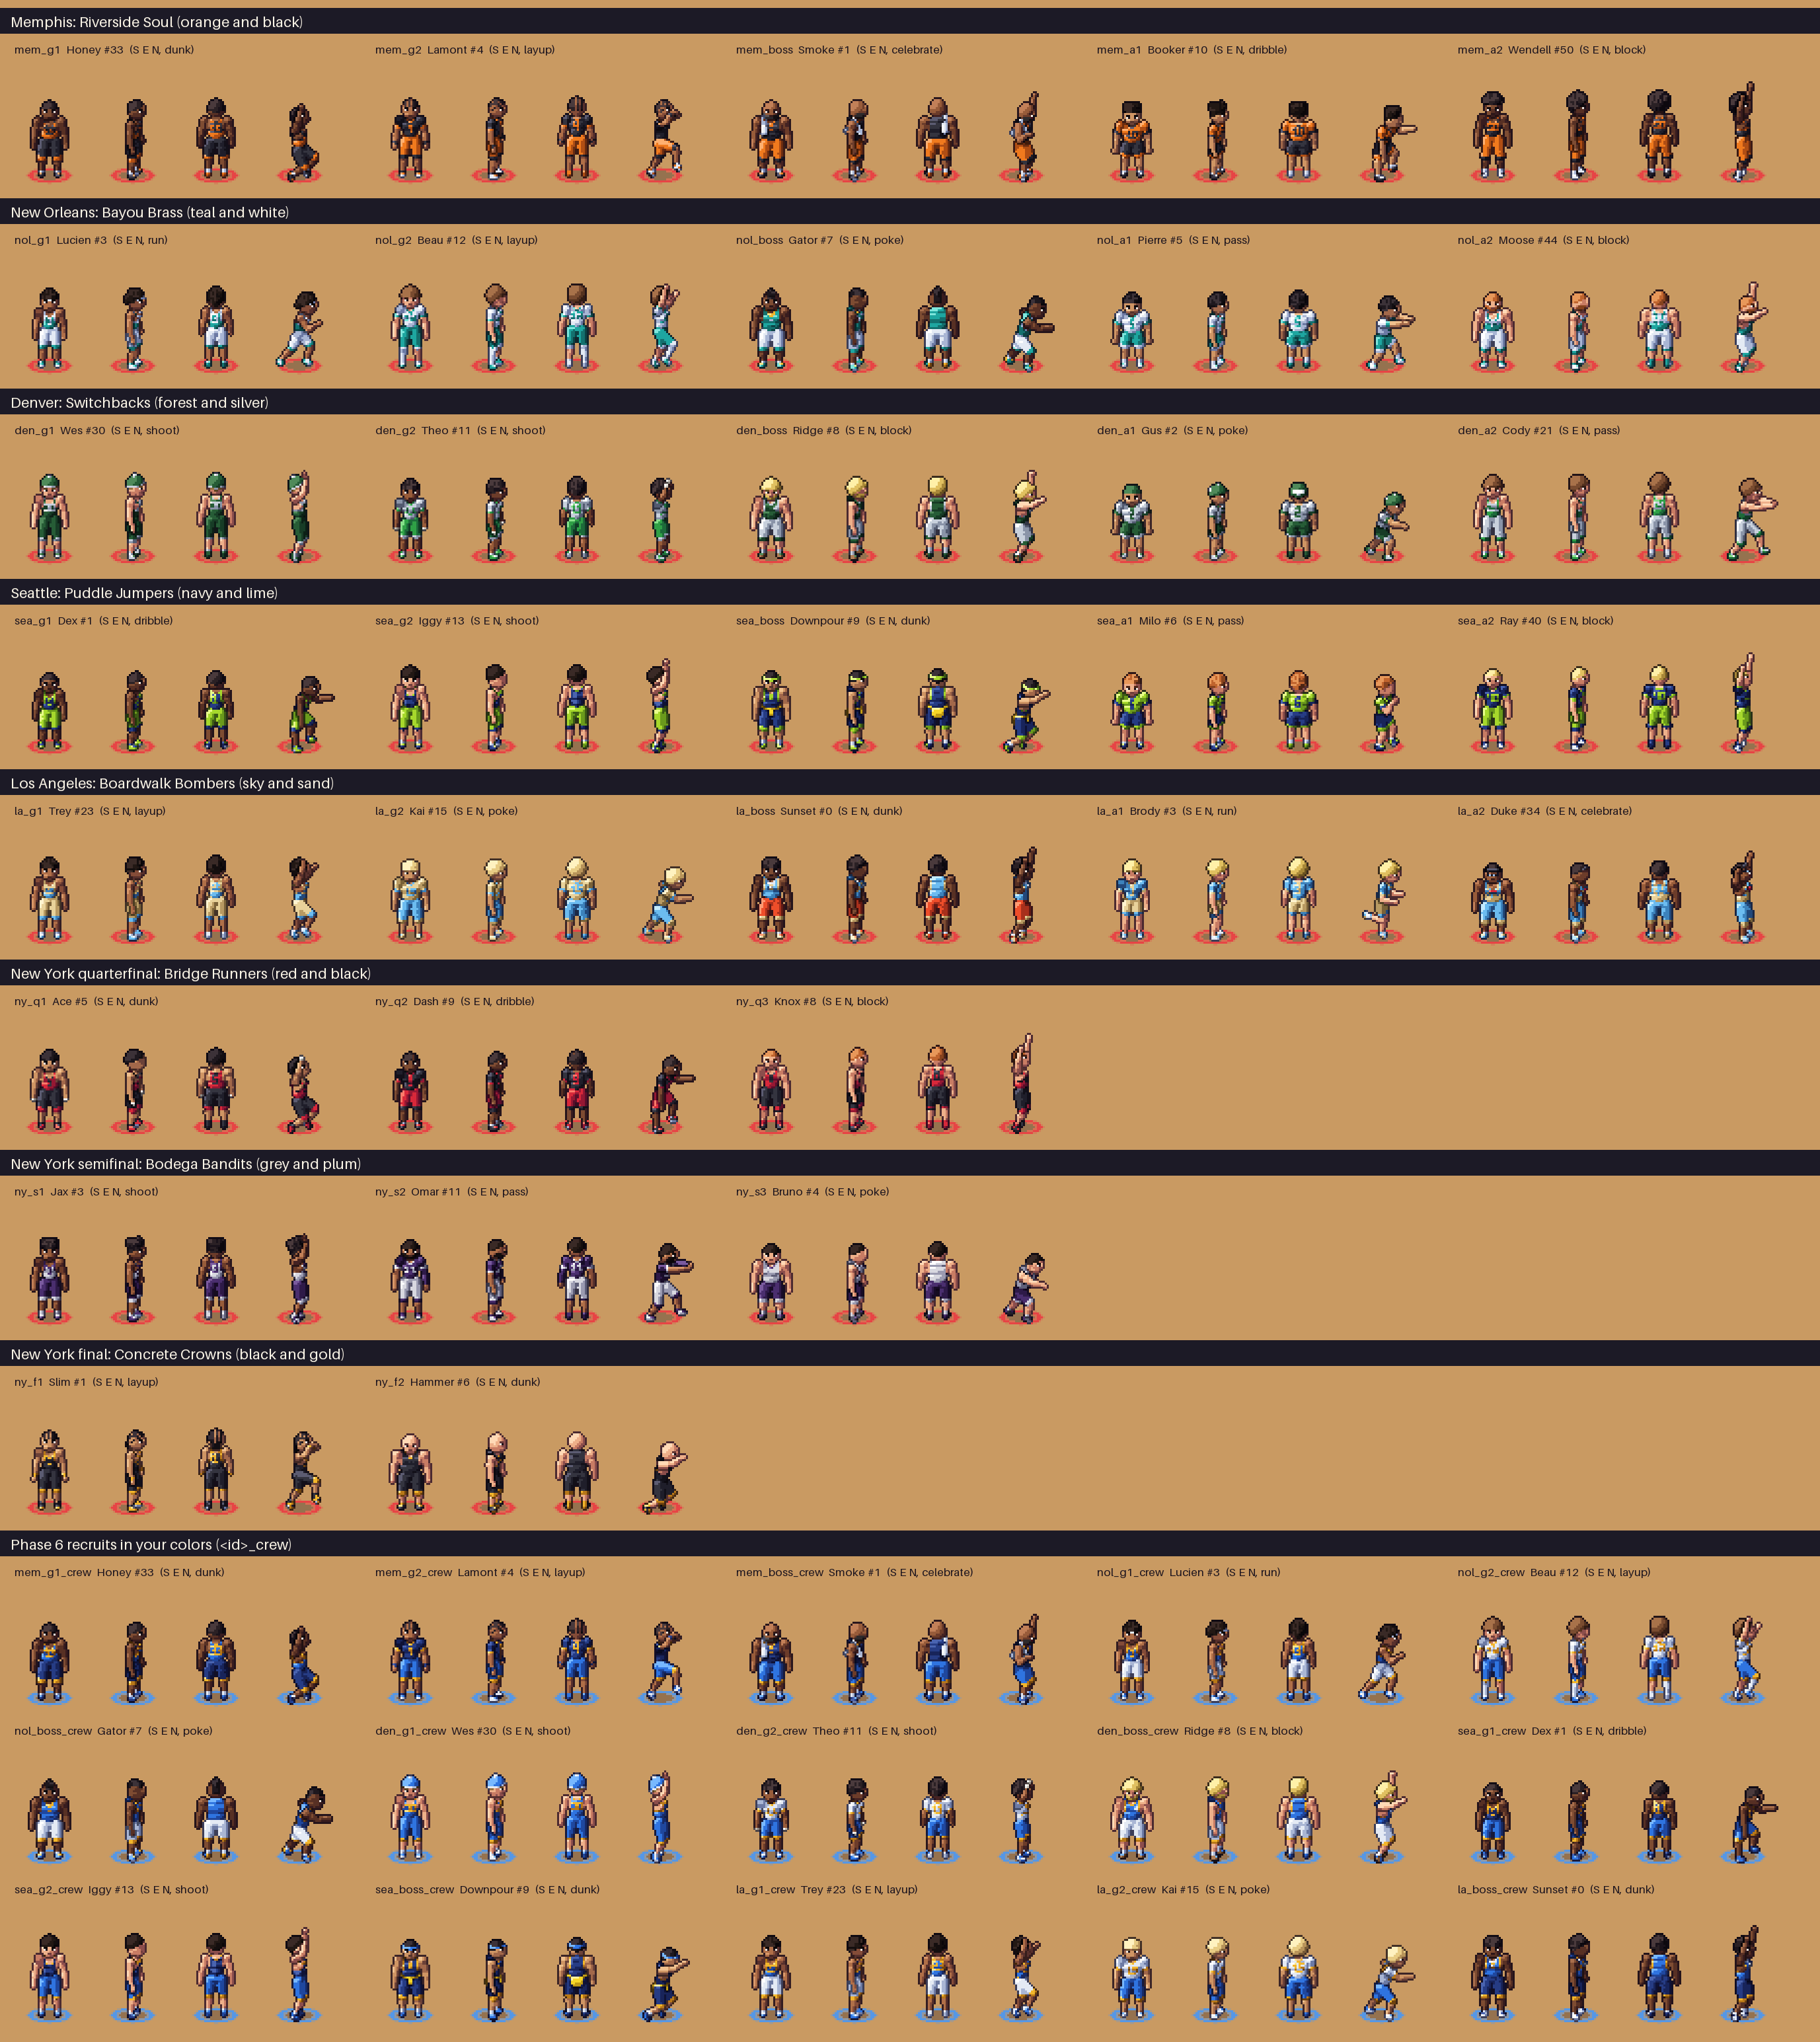 Memphis: Riverside Soul (orange and black)
mem_g1 Honey #33 (S E N, dunk)
mem_g2 Lamont #4 (S E N, layup)
mem_boss Smoke #1 (S E N, celebrate)
mem_a1 Booker #10 (S E N, dribble)
mem_a2 Wendell #50 (S E N, block)
New Orleans: Bayou Brass (teal and white)
nol_g1 Lucien #3 (S E N, run)
nol_g2 Beau #12 (S E N, layup)
nol_boss Gator #7 (S E N, poke)
nol_a1 Pierre #5 (S E N, pass)
nol_a2 Moose #44 (S E N, block)
Denver: Switchbacks (forest and silver)
den_g1 Wes #30 (S E N, shoot)
den_g2 Theo #11 (S E N, shoot)
den_boss Ridge #8 (S E N, block)
den_a1 Gus #2 (S E N, poke)
den_a2 Cody #21 (S E N, pass)
Seattle: Puddle Jumpers (navy and lime)
sea_g1 Dex #1 (S E N, dribble)
sea_g2 Iggy #13 (S E N, shoot)
sea_boss Downpour #9 (S E N, dunk)
sea_a1 Milo #6 (S E N, pass)
sea_a2 Ray #40 (S E N, block)
Los Angeles: Boardwalk Bombers (sky and sand)
la_g1 Trey #23 (S E N, layup)
la_g2 Kai #15 (S E N, poke)
la_boss Sunset #0 (S E N, dunk)
la_a1 Brody #3 (S E N, run)
la_a2 Duke #34 (S E N, celebrate)
New York quarterfinal: Bridge Runners (red and black)
ny_q1 Ace #5 (S E N, dunk)
ny_q2 Dash #9 (S E N, dribble)
ny_q3 Knox #8 (S E N, block)
New York semifinal: Bodega Bandits (grey and plum)
ny_s1 Jax #3 (S E N, shoot)
ny_s2 Omar #11 (S E N, pass)
ny_s3 Bruno #4 (S E N, poke)
New York final: Concrete Crowns (black and gold)
ny_f1 Slim #1 (S E N, layup)
ny_f2 Hammer #6 (S E N, dunk)
Phase 6 recruits in your colors (<id>_crew)
mem_g1_crew Honey #33 (S E N, dunk)
mem_g2_crew Lamont #4 (S E N, layup)
mem_boss_crew Smoke #1 (S E N, celebrate)
nol_g1_crew Lucien #3 (S E N, run)
nol_g2_crew Beau #12 (S E N, layup)
nol_boss_crew Gator #7 (S E N, poke)
den_g1_crew Wes #30 (S E N, shoot)
den_g2_crew Theo #11 (S E N, shoot)
den_boss_crew Ridge #8 (S E N, block)
sea_g1_crew Dex #1 (S E N, dribble)
sea_g2_crew Iggy #13 (S E N, shoot)
sea_boss_crew Downpour #9 (S E N, dunk)
la_g1_crew Trey #23 (S E N, layup)
la_g2_crew Kai #15 (S E N, poke)
la_boss_crew Sunset #0 (S E N, dunk)